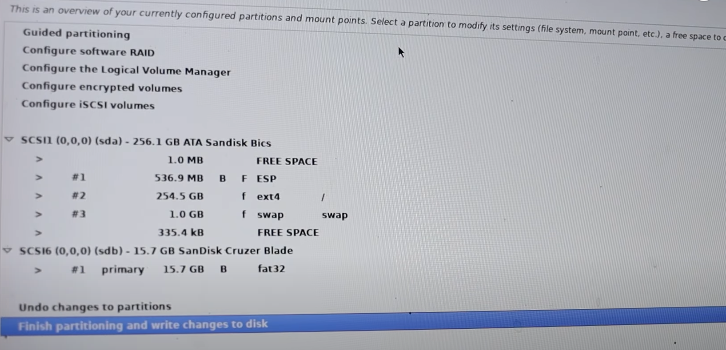 This is an overview of your currently configured partitions and mount points. Select a partition to modify its settings (file system, mount point, etc.), a free space to
Guided partitioning
Configure software RAID
Configure the Logical Volume Manager
Configure encrypted volumes
Configure iSCSI volumes
SCSI1 (0,0,0) (sda) - 256.1 GB ATA Sandisk Bics
> 1.0 MB FREE SPACE
> #1 536.9 MB B F ESP
> #2 254.5 GB f ext4 /
> #3 1.0 GB f swap swap
> 335.4 kB FREE SPACE
SCSI6 (0,0,0) (sdb) - 15.7 GB SanDisk Cruzer Blade
> #1 primary 15.7 GB B fat32
Undo changes to partitions
Finish partitioning and write changes to disk